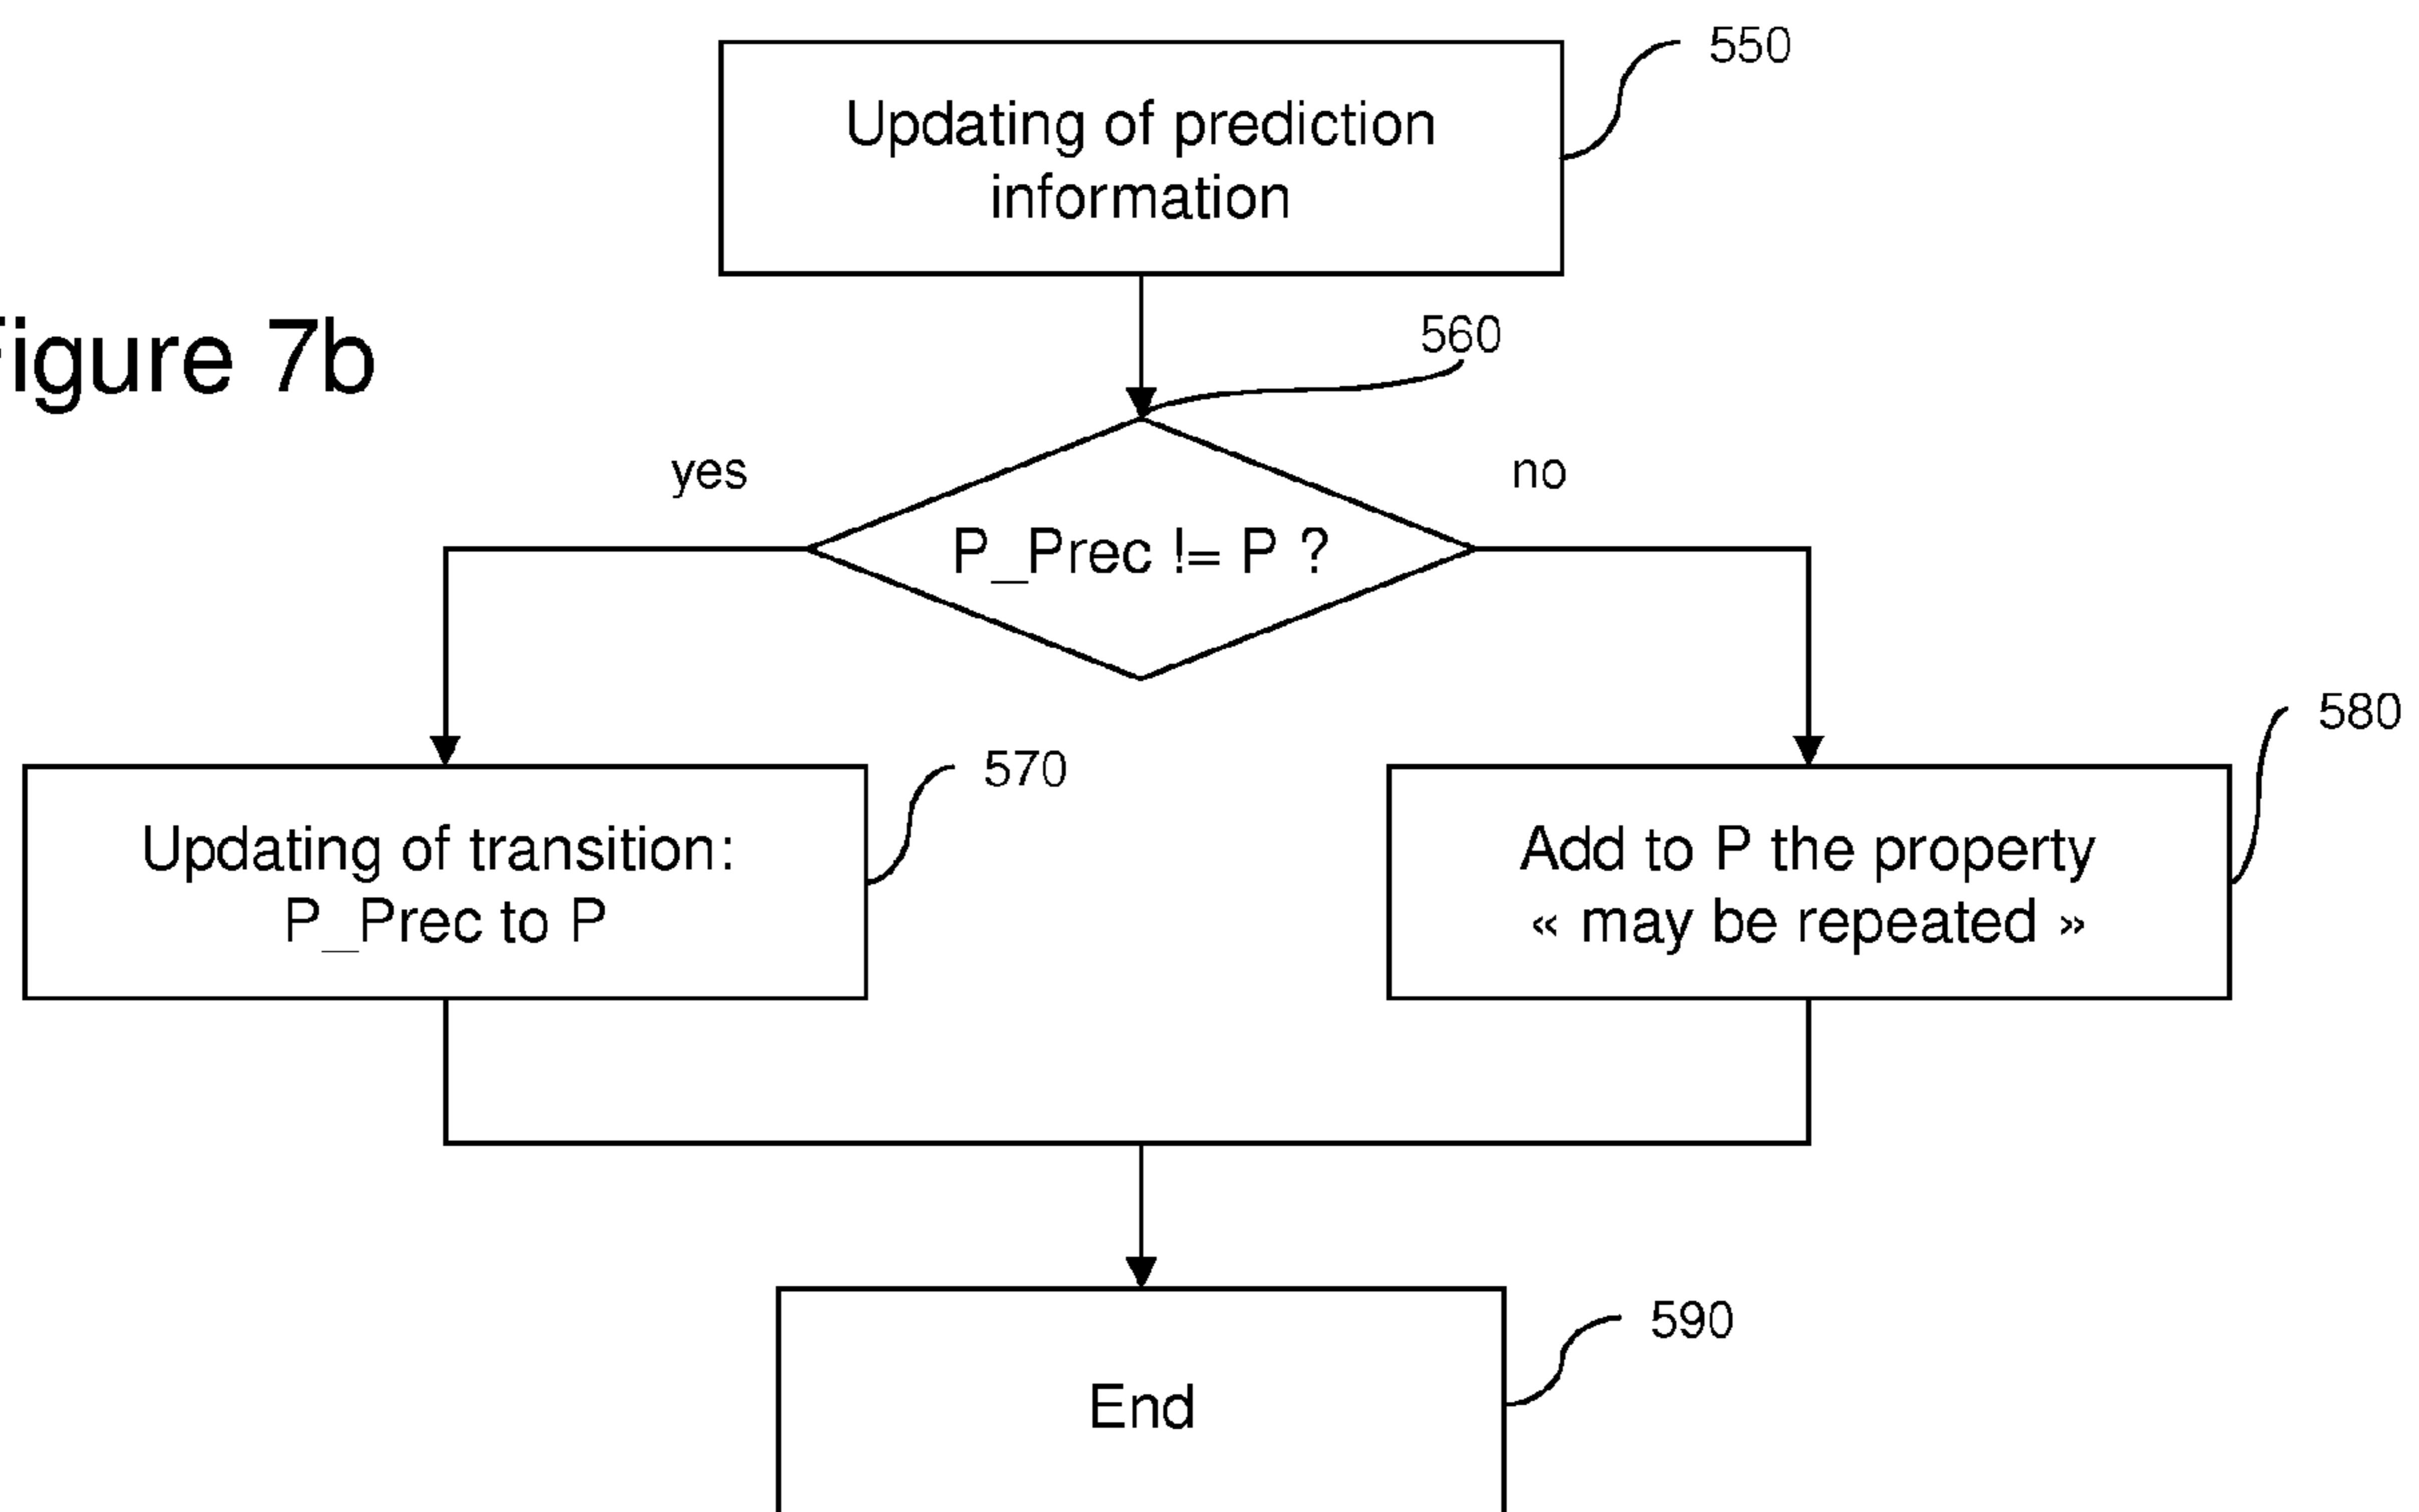 550
Updating of prediction
information
560
igure 7b
yes
no
P_Prec != P ?
580
570
Updating of transition:
P_Prec to P
Add to P the property
« may be repeated »
590
End